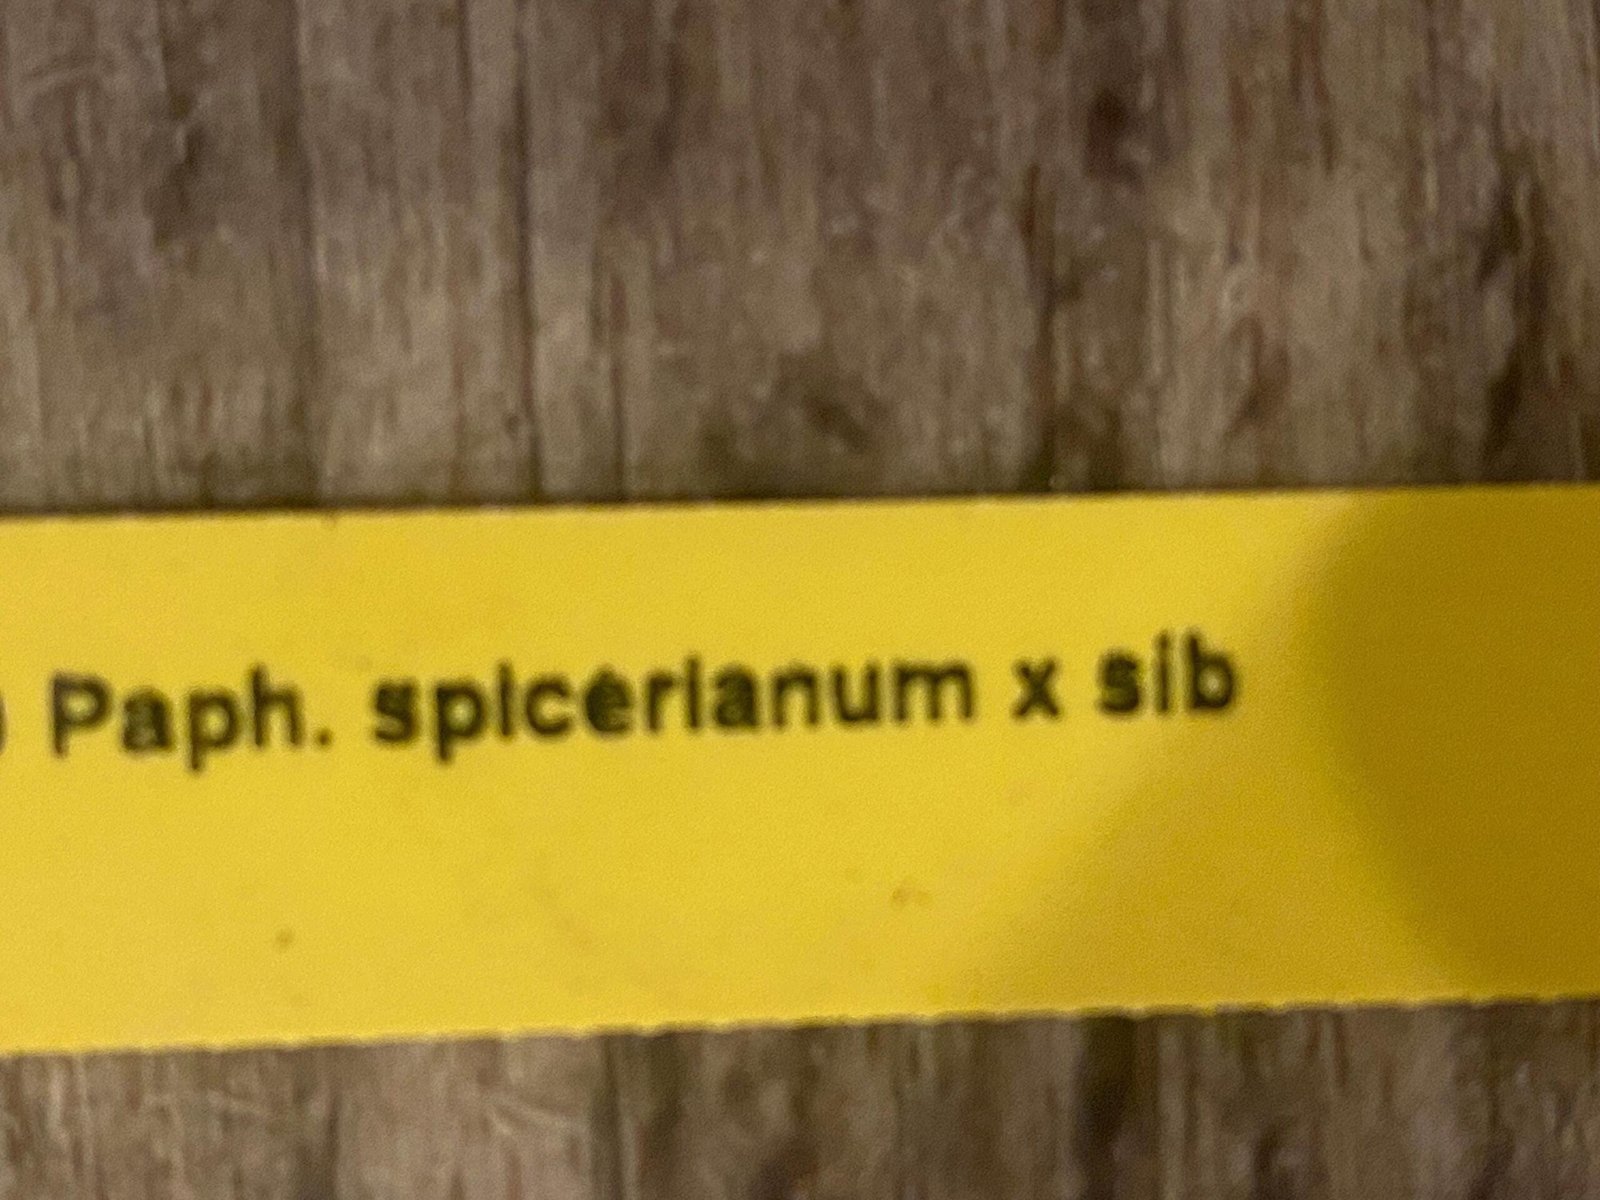 Paph. spicerianum x sib